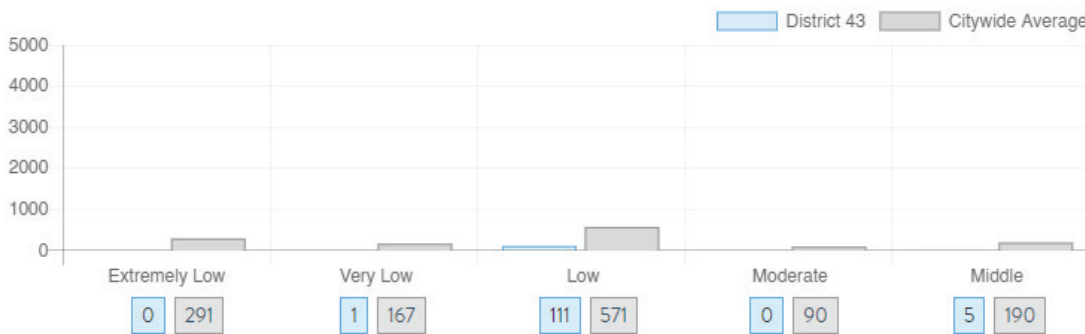 District 43 Citywide Average
5000
4000
3000
2000
1000
0
Extremely Low Very Low Low Moderate Middle
0 291 1 167 111 571 0 90 5 190